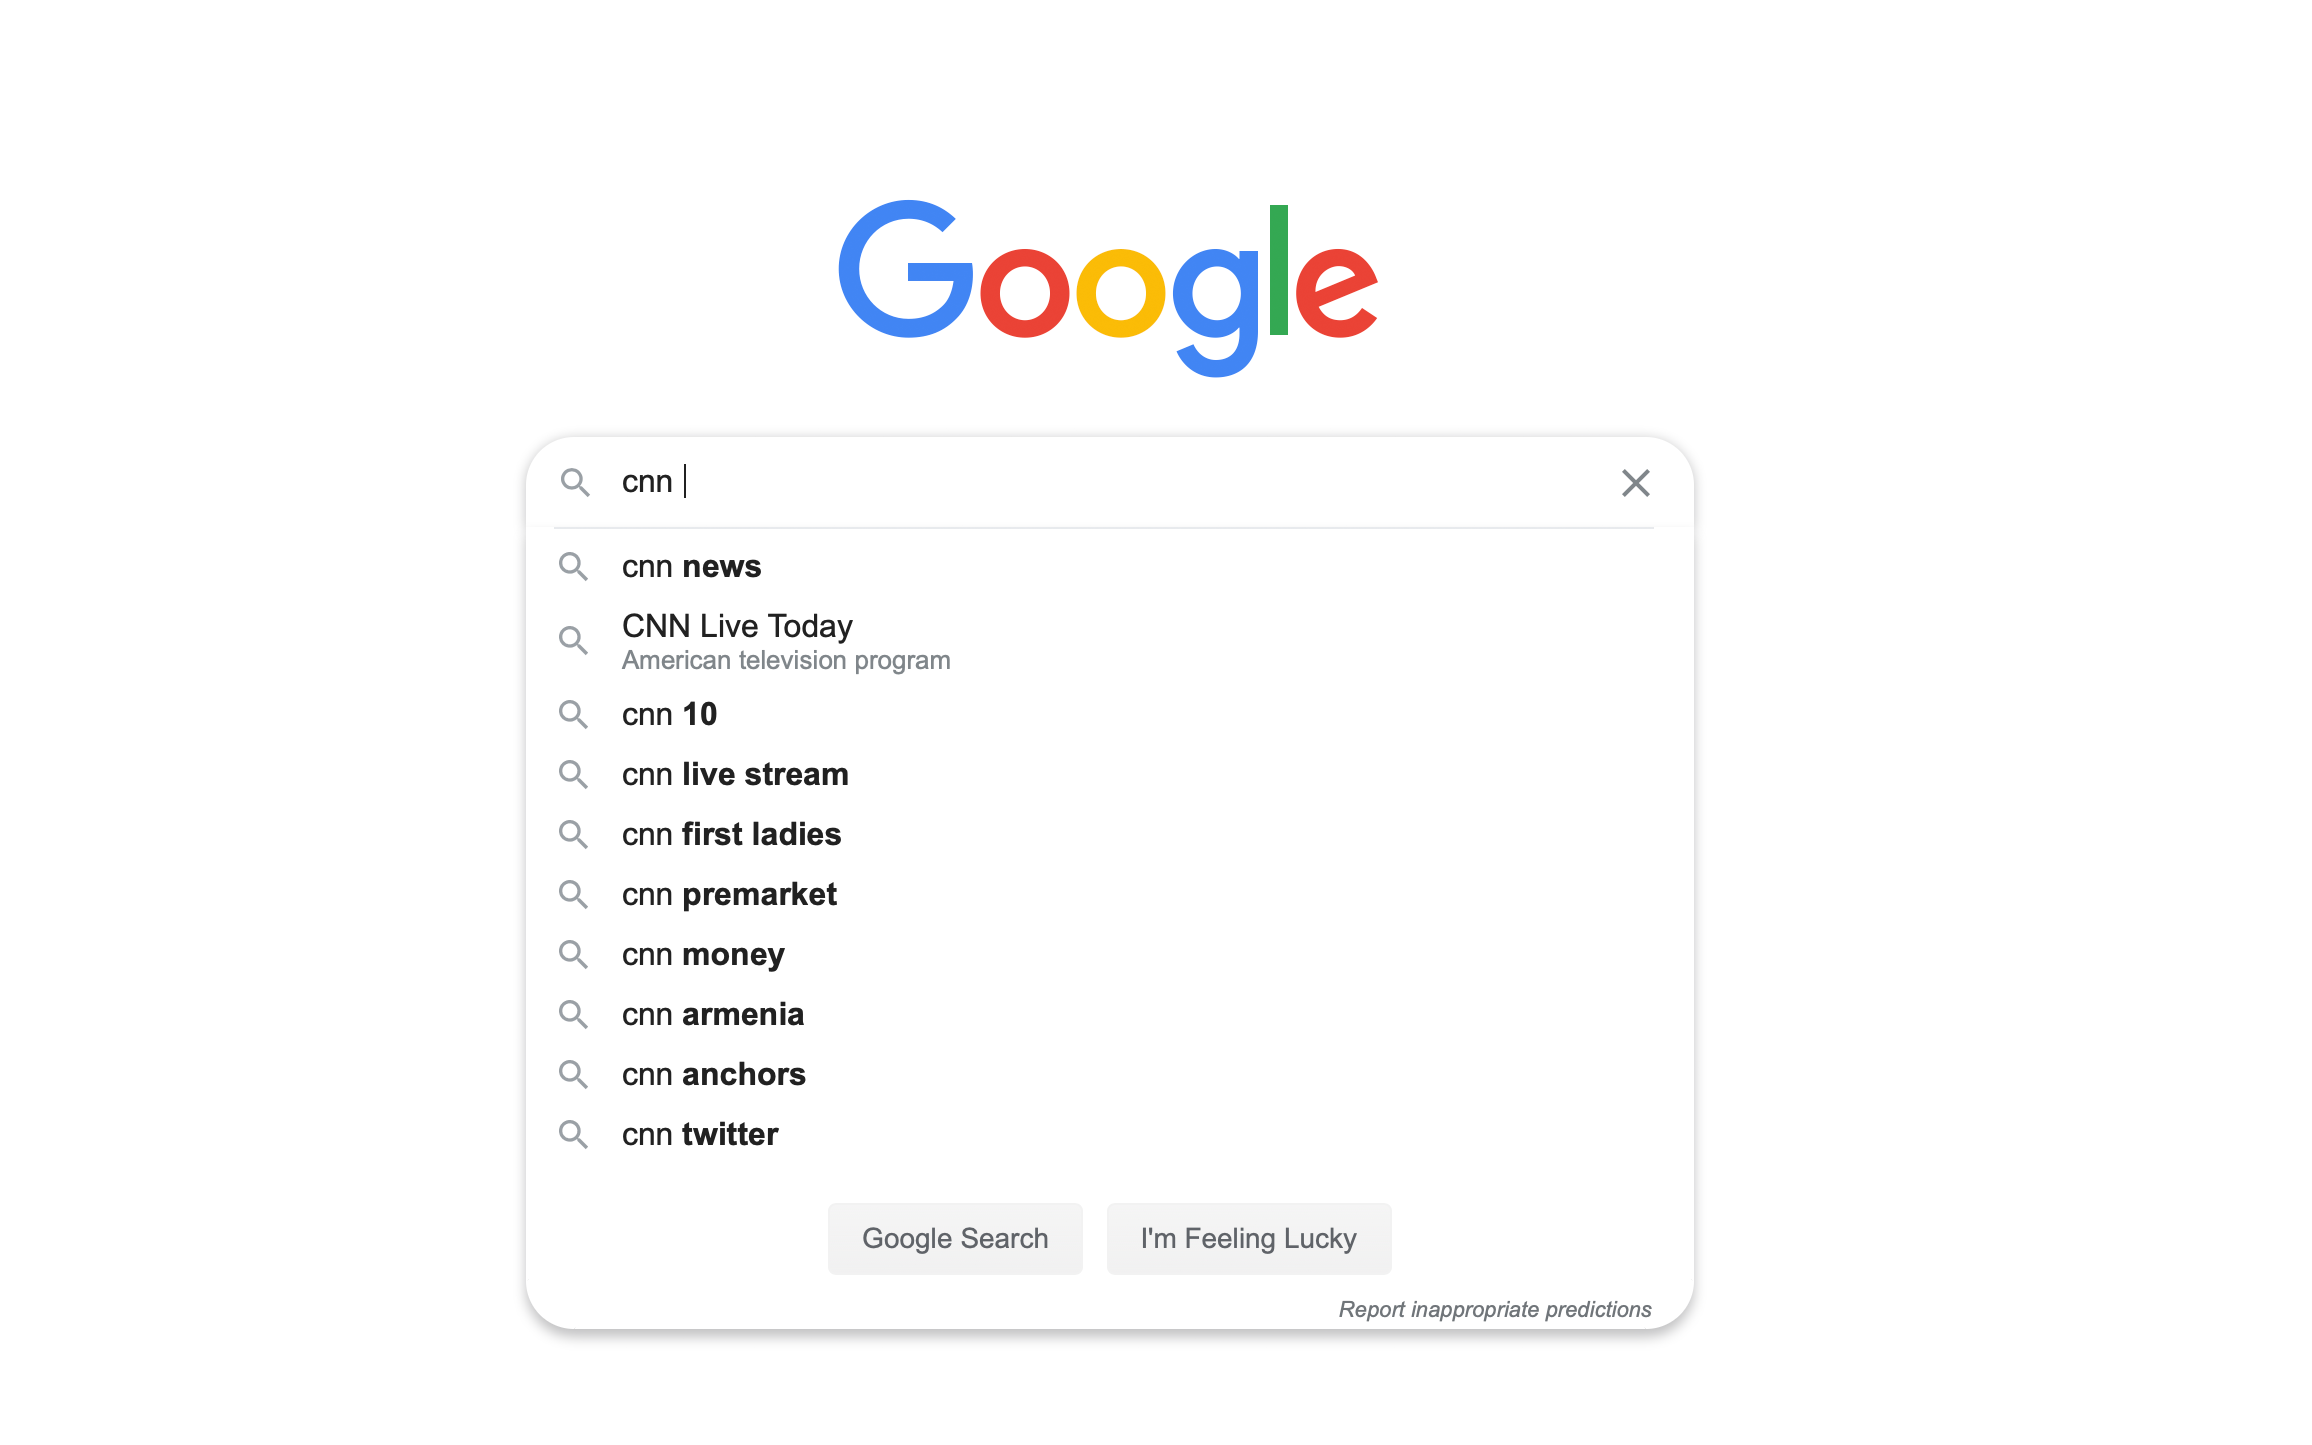 Google
cnn
cnn news
CNN Live Today
American television program
cnn 10
cnn live stream
cnn first ladies
cnn premarket
cnn money
cnn armenia
cnn anchors
cnn twitter
Google Search
I'm Feeling Lucky
Report inappropriate predictions